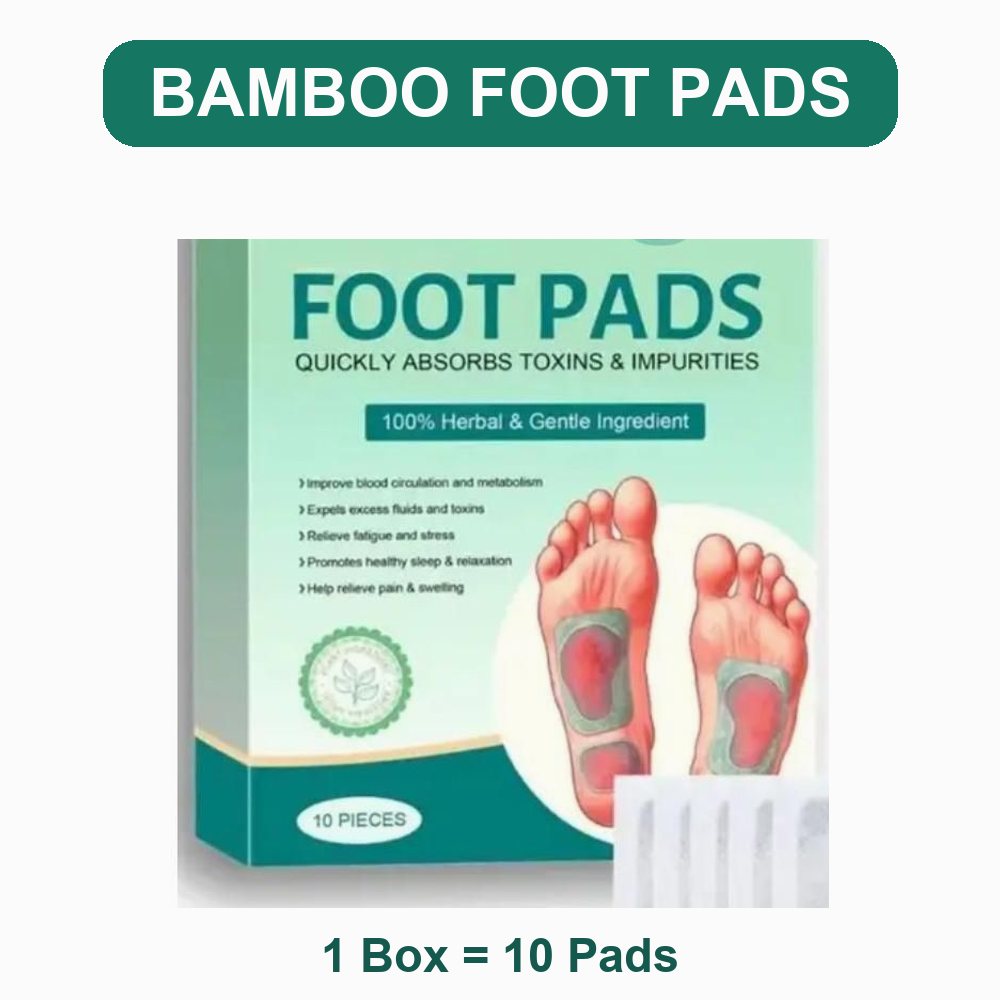 BAMBOO FOOT PADS
FOOT PADS
QUICKLY ABSORBS TOXINS & IMPURITIES
100% Herbal & Gentle Ingredient
Improve blood circulation and metabolism
Expels excess fluids and toxins
Relieve fatigue and stress
Promotes healthy sleep & relaxation
Help relieve pain & swelling
10 PIECES
1 Box = 10 Pads